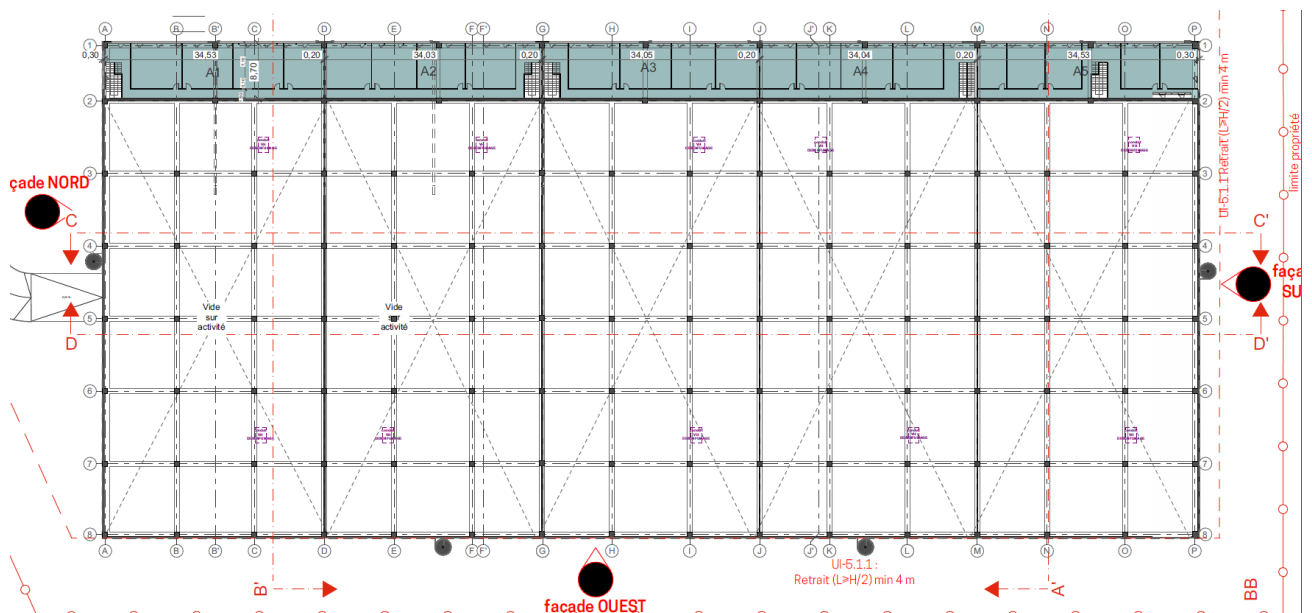 A B B' C D E F F' G H I J J' K L M N O P
1 1
0,30 34,53 0,20 34,03 0,20 34,05 0,20 34,04 0,20 34,53 0,30
A1 A2 A3 A4 A5
8,70
2 2
UI-5.1.1 Retrait (L≥H/2) min 4 m
limite propriété
3 3
çade NORD
C C'
4 4
faça
SU
Vide
sur
activité
Vide
sur
activité
5 5
D D'
6 6
7 7
8 8
A B B' C D E F F' G H I J J' K L M N O P
UI-5.1.1 :
Retrait (L≥H/2) min 4 m
B' A'
BB
façade OUEST